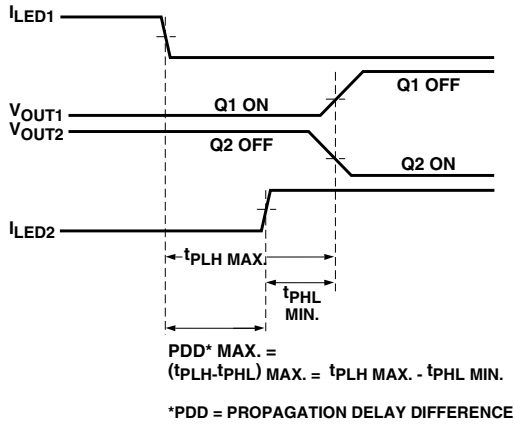 ILED1
Q1 OFF
VOUT1
Q1 ON
VOUT2
Q2 OFF
Q2 ON
ILED2
tPLH MAX.
tPHL
MIN.
PDD* MAX. =
(tPLH-tPHL) MAX. = tPLH MAX. - tPHL MIN.
*PDD = PROPAGATION DELAY DIFFERENCE